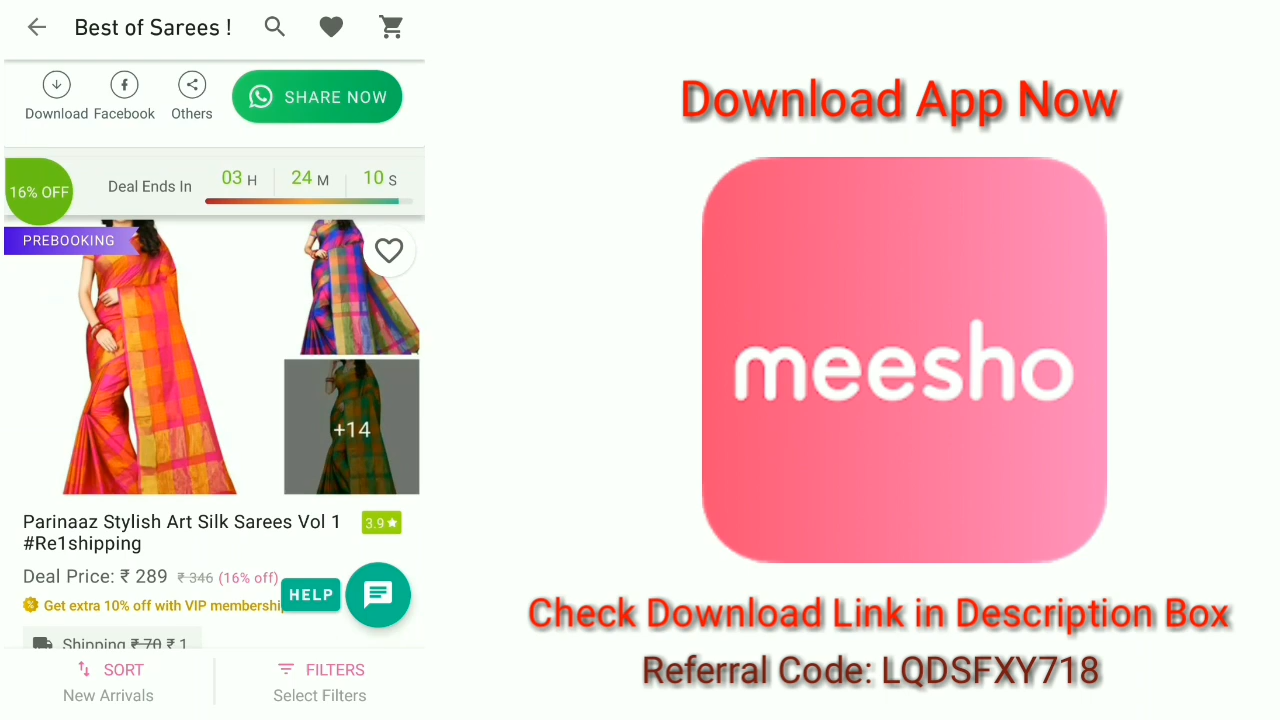 Best of Sarees !
Download Facebook Others
SHARE NOW
16% OFF
Deal Ends In 03 H 24 M 10 S
PREBOOKING
+14
Parinaaz Stylish Art Silk Sarees Vol 1
#Re1shipping
3.9
Deal Price: ₹ 289 ₹ 346 (16% off)
Get extra 10% off with VIP membership
HELP
Shipping ₹ 70 ₹ 1
SORT
New Arrivals
FILTERS
Select Filters
Download App Now
meesho
Check Download Link in Description Box
Referral Code: LQDSFXY718